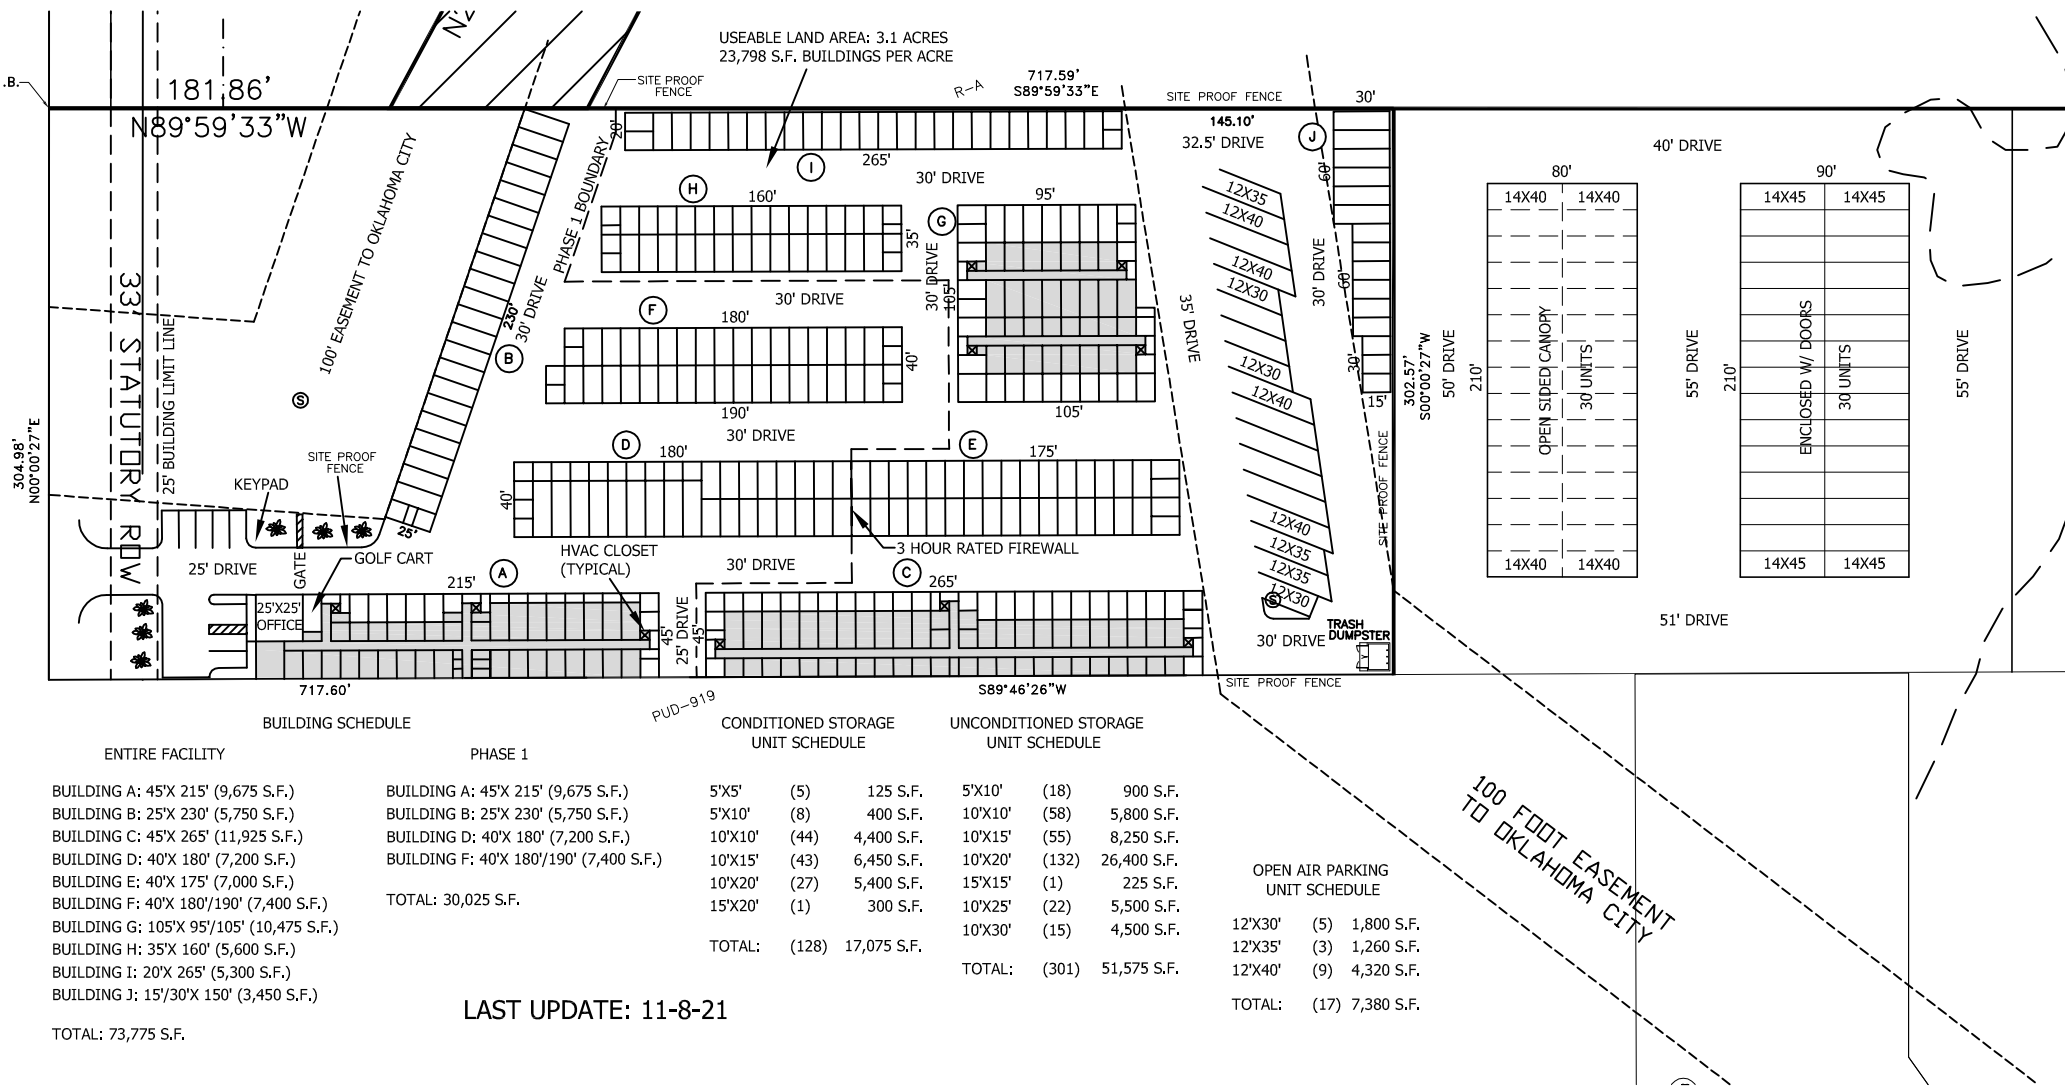 USEABLE LAND AREA: 3.1 ACRES
23,798 S.F. BUILDINGS PER ACRE
.B.
181.86'
N89°59'33"W
SITE PROOF
FENCE
R-A
717.59'
S89°59'33"E
SITE PROOF FENCE
30'
145.10'
32.5' DRIVE
J
40' DRIVE
20'
265'
I
30' DRIVE
60'
80'
90'
H
160'
95'
G
12X35
12X40
14X40
14X40
14X45
14X45
100' EASEMENT TO OKLAHOMA CITY
PHASE 1 BOUNDARY
35'
30' DRIVE
105'
12X40
12X30
30' DRIVE
60'
33' STATUTORY ROW
25' BUILDING LIMIT LINE
230'
30' DRIVE
30' DRIVE
F
180'
35' DRIVE
B
40'
12X30
12X40
30'
15'
302.57'
S00°00'27"W
50' DRIVE
210'
OPEN SIDED CANOPY
30 UNITS
55' DRIVE
210'
ENCLOSED W/ DOORS
30 UNITS
55' DRIVE
S
190'
105'
30' DRIVE
304.98'
N00°00'27"E
SITE PROOF
FENCE
KEYPAD
D
180'
E
175'
40'
25'
12X40
12X35
12X35
12X30
SITE PROOF FENCE
14X40
14X40
14X45
14X45
25' DRIVE
GATE
GOLF CART
A
215'
HVAC CLOSET
(TYPICAL)
30' DRIVE
3 HOUR RATED FIREWALL
C
265'
25'X25'
OFFICE
45'
25' DRIVE
45'
S
30' DRIVE
TRASH
DUMPSTER
51' DRIVE
717.60'
PUD-919
S89°46'26"W
SITE PROOF FENCE
BUILDING SCHEDULE
ENTIRE FACILITY
BUILDING A: 45'X 215' (9,675 S.F.)
BUILDING B: 25'X 230' (5,750 S.F.)
BUILDING C: 45'X 265' (11,925 S.F.)
BUILDING D: 40'X 180' (7,200 S.F.)
BUILDING E: 40'X 175' (7,000 S.F.)
BUILDING F: 40'X 180'/190' (7,400 S.F.)
BUILDING G: 105'X 95'/105' (10,475 S.F.)
BUILDING H: 35'X 160' (5,600 S.F.)
BUILDING I: 20'X 265' (5,300 S.F.)
BUILDING J: 15'/30'X 150' (3,450 S.F.)
TOTAL: 73,775 S.F.
PHASE 1
BUILDING A: 45'X 215' (9,675 S.F.)
BUILDING B: 25'X 230' (5,750 S.F.)
BUILDING D: 40'X 180' (7,200 S.F.)
BUILDING F: 40'X 180'/190' (7,400 S.F.)
TOTAL: 30,025 S.F.
CONDITIONED STORAGE
UNIT SCHEDULE
5'X5' (5) 125 S.F.
5'X10' (8) 400 S.F.
10'X10' (44) 4,400 S.F.
10'X15' (43) 6,450 S.F.
10'X20' (27) 5,400 S.F.
15'X20' (1) 300 S.F.
TOTAL: (128) 17,075 S.F.
UNCONDITIONED STORAGE
UNIT SCHEDULE
5'X10' (18) 900 S.F.
10'X10' (58) 5,800 S.F.
10'X15' (55) 8,250 S.F.
10'X20' (132) 26,400 S.F.
15'X15' (1) 225 S.F.
10'X25' (22) 5,500 S.F.
10'X30' (15) 4,500 S.F.
TOTAL: (301) 51,575 S.F.
OPEN AIR PARKING
UNIT SCHEDULE
12'X30' (5) 1,800 S.F.
12'X35' (3) 1,260 S.F.
12'X40' (9) 4,320 S.F.
TOTAL: (17) 7,380 S.F.
100 FOOT EASEMENT
TO OKLAHOMA CITY
LAST UPDATE: 11-8-21